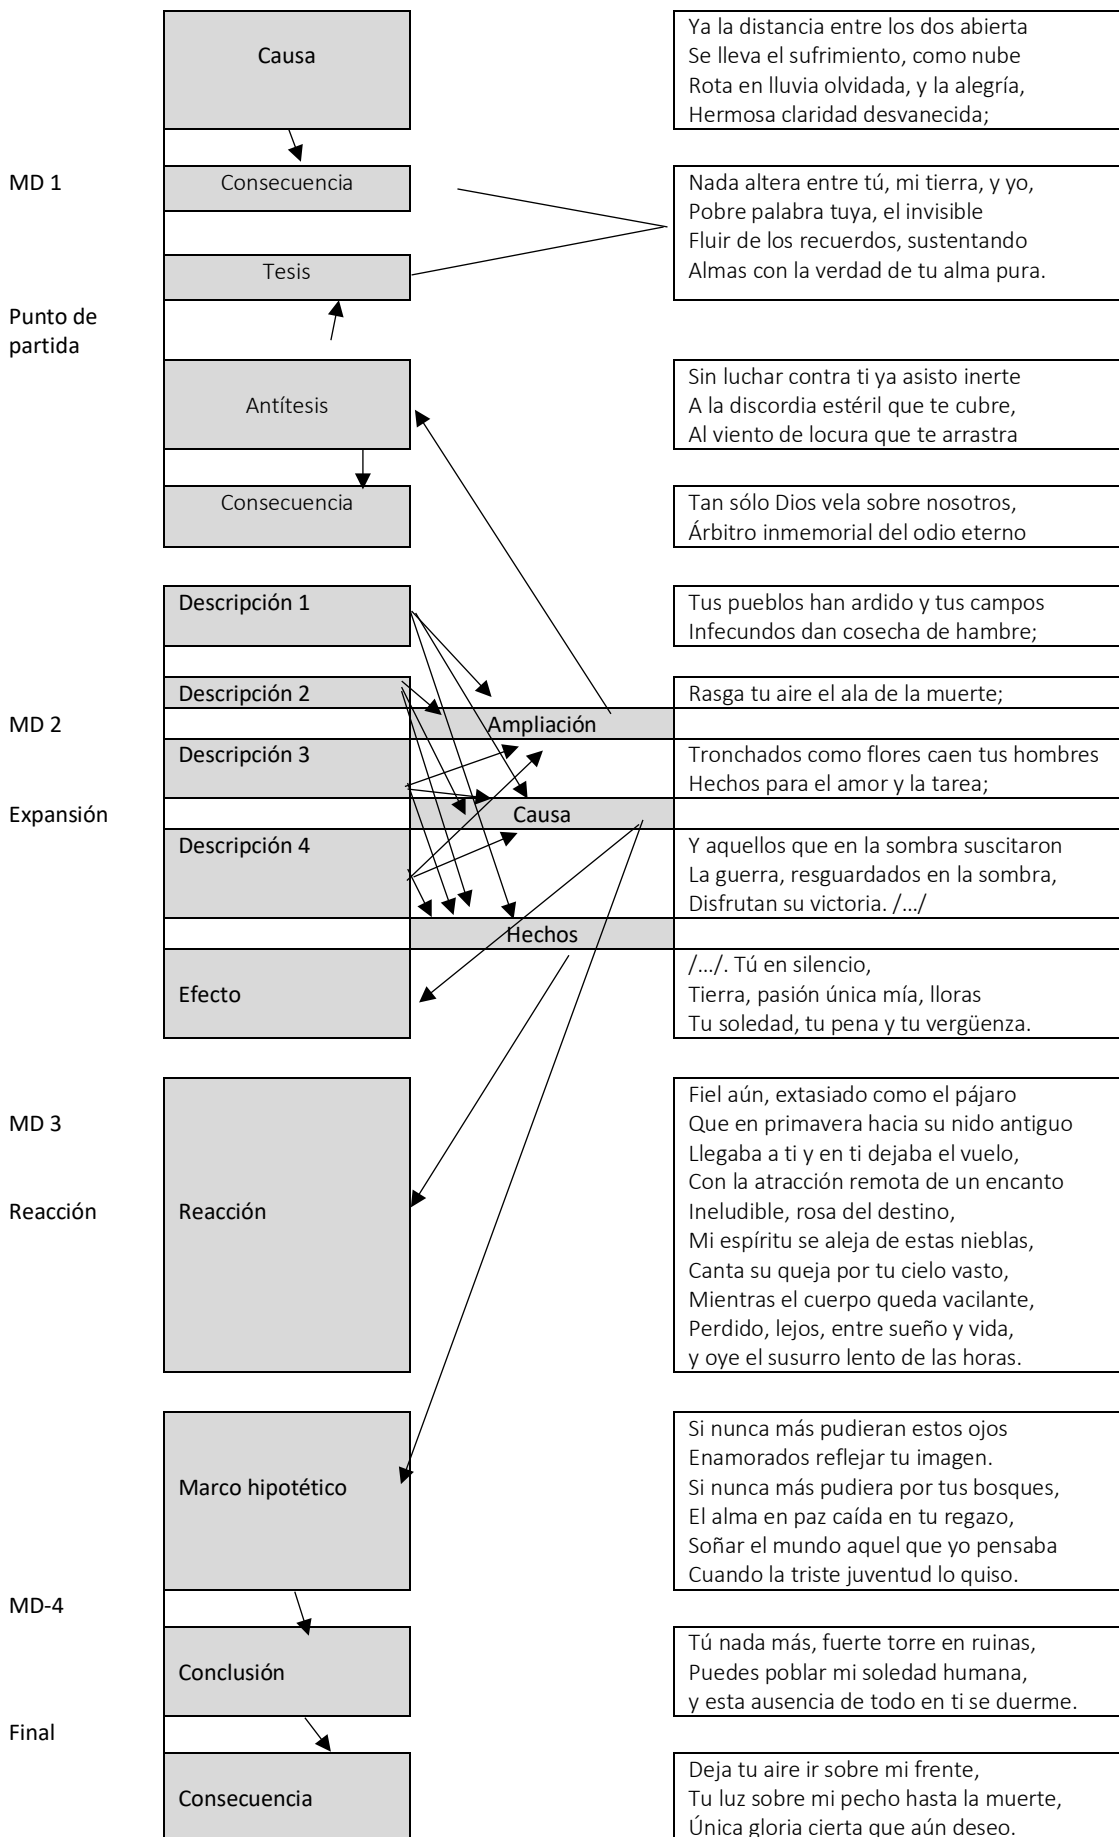 Causa
Ya la distancia entre los dos abierta
Se lleva el sufrimiento, como nube
Rota en lluvia olvidada, y la alegría,
Hermosa claridad desvanecida;
MD 1
Consecuencia
Nada altera entre tú, mi tierra, y yo,
Pobre palabra tuya, el invisible
Fluir de los recuerdos, sustentando
Almas con la verdad de tu alma pura.
Tesis
Punto de
partida
Antítesis
Sin luchar contra ti ya asisto inerte
A la discordia estéril que te cubre,
Al viento de locura que te arrastra
Consecuencia
Tan sólo Dios vela sobre nosotros,
Árbitro inmemorial del odio eterno
Descripción 1
Tus pueblos han ardido y tus campos
Infecundos dan cosecha de hambre;
Descripción 2
Rasga tu aire el ala de la muerte;
MD 2
Ampliación
Descripción 3
Tronchados como flores caen tus hombres
Hechos para el amor y la tarea;
Expansión
Causa
Descripción 4
Y aquellos que en la sombra suscitaron
La guerra, resguardados en la sombra,
Disfrutan su victoria. /…/
Hechos
Efecto
/…/. Tú en silencio,
Tierra, pasión única mía, lloras
Tu soledad, tu pena y tu vergüenza.
MD 3
Reacción
Reacción
Fiel aún, extasiado como el pájaro
Que en primavera hacia su nido antiguo
Llegaba a ti y en ti dejaba el vuelo,
Con la atracción remota de un encanto
Ineludible, rosa del destino,
Mi espíritu se aleja de estas nieblas,
Canta su queja por tu cielo vasto,
Mientras el cuerpo queda vacilante,
Perdido, lejos, entre sueño y vida,
y oye el susurro lento de las horas.
Marco hipotético
Si nunca más pudieran estos ojos
Enamorados reflejar tu imagen.
Si nunca más pudiera por tus bosques,
El alma en paz caída en tu regazo,
Soñar el mundo aquel que yo pensaba
Cuando la triste juventud lo quiso.
MD-4
Conclusión
Tú nada más, fuerte torre en ruinas,
Puedes poblar mi soledad humana,
y esta ausencia de todo en ti se duerme.
Final
Consecuencia
Deja tu aire ir sobre mi frente,
Tu luz sobre mi pecho hasta la muerte,
Única gloria cierta que aún deseo.